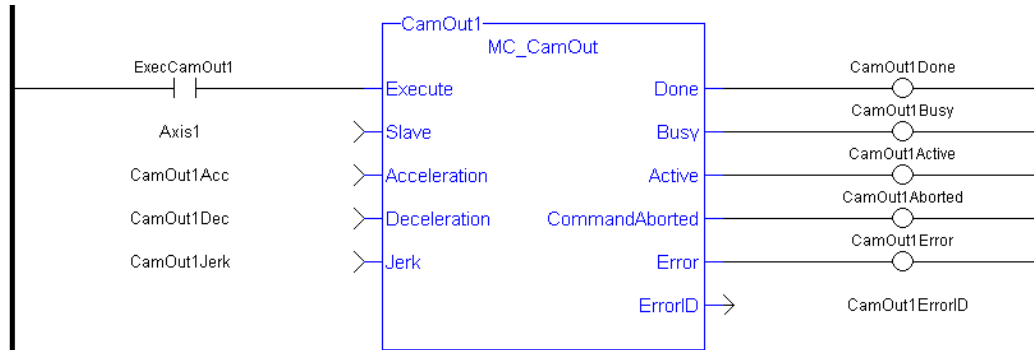 CamOut1
MC_CamOut
ExecCamOut1 Execute Done CamOut1Done
Axis1 Slave Busy CamOut1Busy
CamOut1Acc Acceleration Active CamOut1Active
CamOut1Dec Deceleration CommandAborted CamOut1Aborted
CamOut1Jerk Jerk Error CamOut1Error
ErrorID CamOut1ErrorID